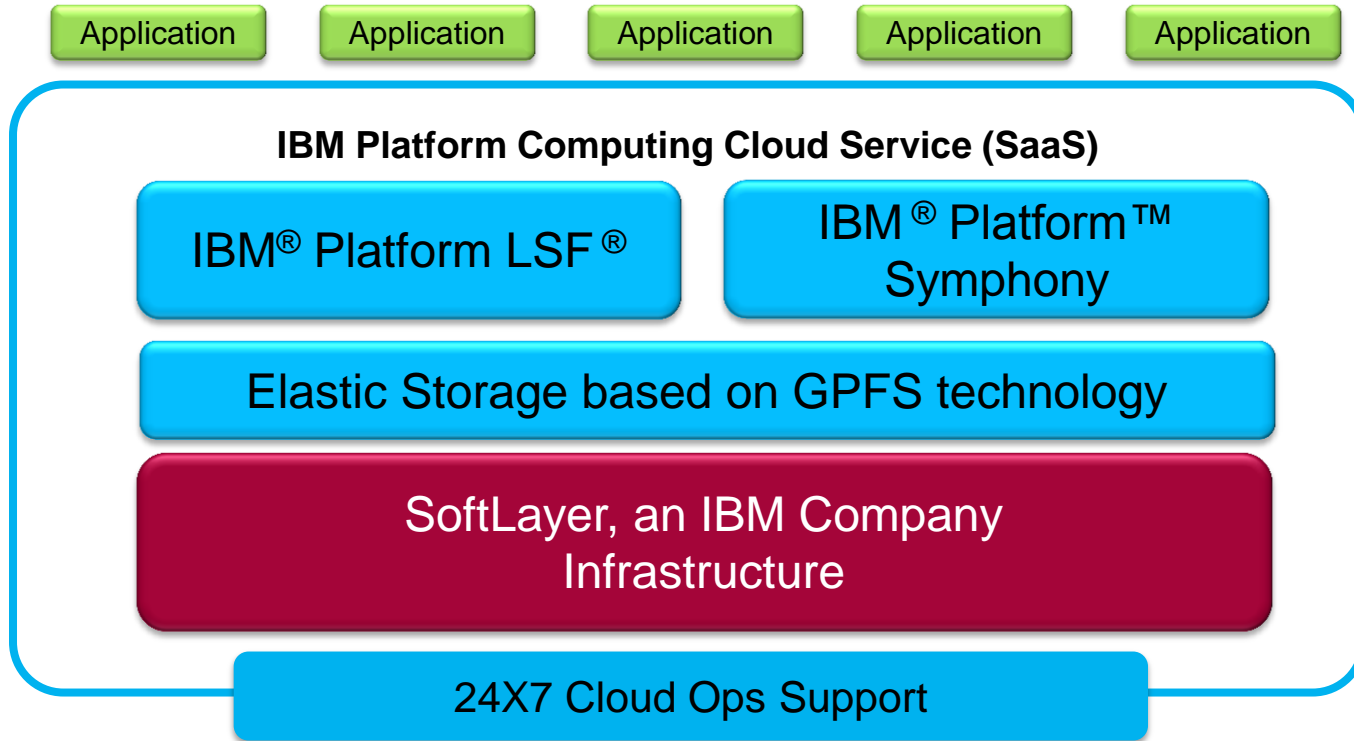 Application Application Application Application Application
IBM Platform Computing Cloud Service (SaaS)
IBM® Platform LSF ®
IBM ® Platform™
Symphony
Elastic Storage based on GPFS technology
SoftLayer, an IBM Company
Infrastructure
24X7 Cloud Ops Support